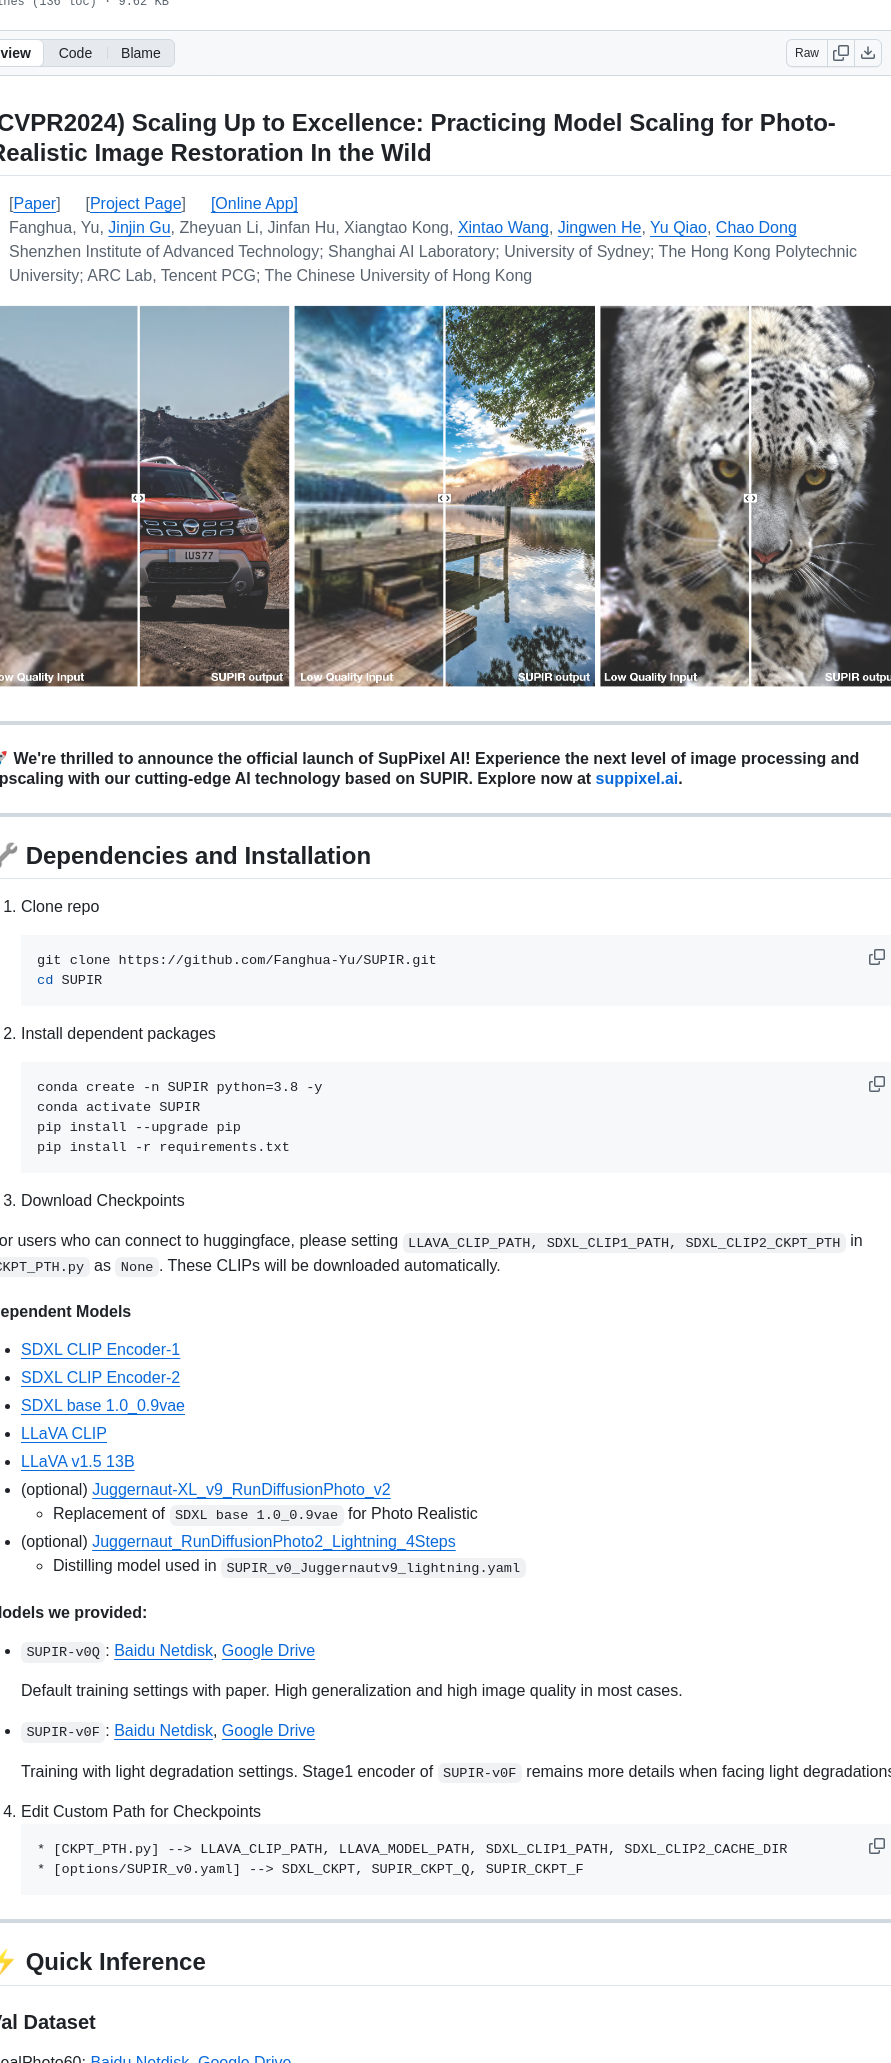 (136 loc) · 9.62 KB
view Code Blame Raw
CVPR2024) Scaling Up to Excellence: Practicing Model Scaling for Photo-
Realistic Image Restoration In the Wild
[Paper] [Project Page] [Online App]
Fanghua, Yu, Jinjin Gu, Zheyuan Li, Jinfan Hu, Xiangtao Kong, Xintao Wang, Jingwen He, Yu Qiao, Chao Dong
Shenzhen Institute of Advanced Technology; Shanghai AI Laboratory; University of Sydney; The Hong Kong Polytechnic
University; ARC Lab, Tencent PCG; The Chinese University of Hong Kong
1US77
ow Quality Input SUPIR output Low Quality Input SUPIR output Low Quality Input SUPIR outpu
🚀 We're thrilled to announce the official launch of SupPixel AI! Experience the next level of image processing and
pscaling with our cutting-edge AI technology based on SUPIR. Explore now at suppixel.ai.
🔧 Dependencies and Installation
1. Clone repo
git clone https://github.com/Fanghua-Yu/SUPIR.git
cd SUPIR
2. Install dependent packages
conda create -n SUPIR python=3.8 -y
conda activate SUPIR
pip install --upgrade pip
pip install -r requirements.txt
3. Download Checkpoints
or users who can connect to huggingface, please setting LLAVA_CLIP_PATH, SDXL_CLIP1_PATH, SDXL_CLIP2_CKPT_PTH in
CKPT_PTH.py as None. These CLIPs will be downloaded automatically.
ependent Models
• SDXL CLIP Encoder-1
• SDXL CLIP Encoder-2
• SDXL base 1.0_0.9vae
• LLaVA CLIP
• LLaVA v1.5 13B
• (optional) Juggernaut-XL_v9_RunDiffusionPhoto_v2
◦ Replacement of SDXL base 1.0_0.9vae for Photo Realistic
• (optional) Juggernaut_RunDiffusionPhoto2_Lightning_4Steps
◦ Distilling model used in SUPIR_v0_Juggernautv9_lightning.yaml
Models we provided:
• SUPIR-v0Q: Baidu Netdisk, Google Drive
Default training settings with paper. High generalization and high image quality in most cases.
• SUPIR-v0F: Baidu Netdisk, Google Drive
Training with light degradation settings. Stage1 encoder of SUPIR-v0F remains more details when facing light degradations
4. Edit Custom Path for Checkpoints
* [CKPT_PTH.py] --> LLAVA_CLIP_PATH, LLAVA_MODEL_PATH, SDXL_CLIP1_PATH, SDXL_CLIP2_CACHE_DIR
* [options/SUPIR_v0.yaml] --> SDXL_CKPT, SUPIR_CKPT_Q, SUPIR_CKPT_F
⚡ Quick Inference
Val Dataset
ealPhoto60: Baidu Netdisk, Google Drive